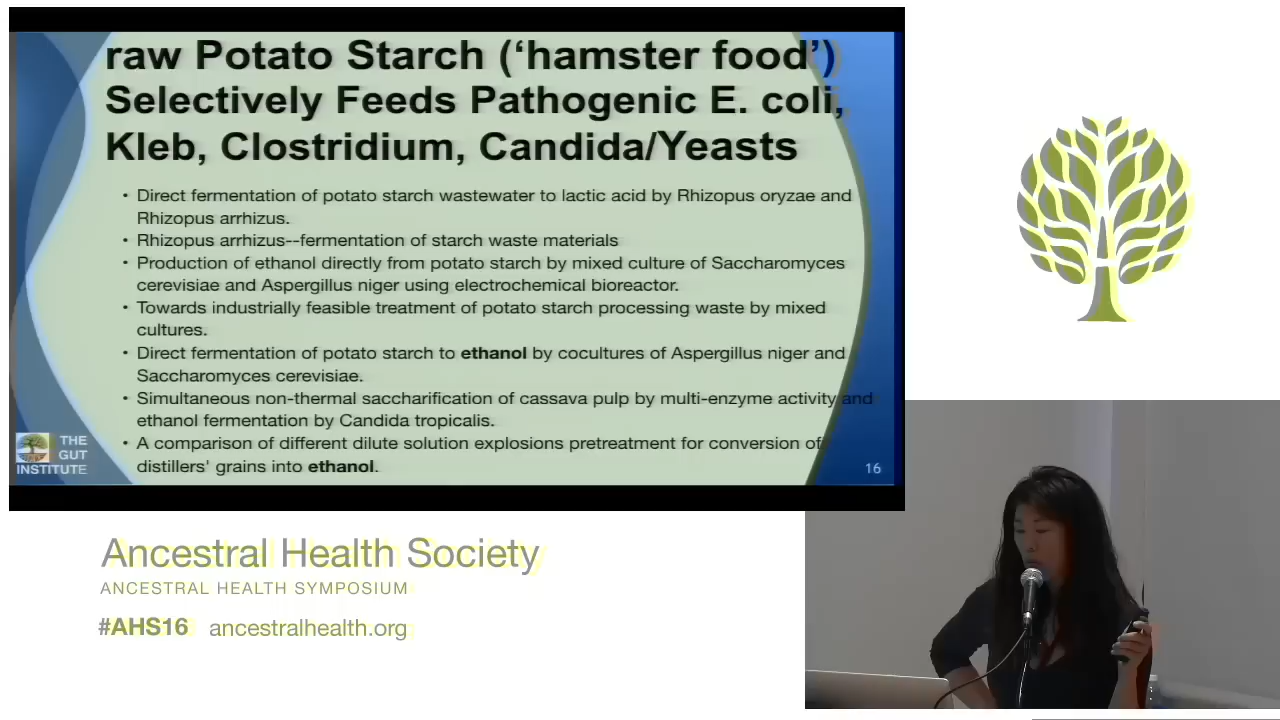 raw Potato Starch (‘hamster food’)
Selectively Feeds Pathogenic E. coli,
Kleb, Clostridium, Candida/Yeasts
• Direct fermentation of potato starch wastewater to lactic acid by Rhizopus oryzae and
Rhizopus arrhizus.
• Rhizopus arrhizus--fermentation of starch waste materials
• Production of ethanol directly from potato starch by mixed culture of Saccharomyces
cerevisiae and Aspergillus niger using electrochemical bioreactor.
• Towards industrially feasible treatment of potato starch processing waste by mixed
cultures.
• Direct fermentation of potato starch to ethanol by cocultures of Aspergillus niger and
Saccharomyces cerevisiae.
• Simultaneous non-thermal saccharification of cassava pulp by multi-enzyme activity and
ethanol fermentation by Candida tropicalis.
• A comparison of different dilute solution explosions pretreatment for conversion of
distillers’ grains into ethanol.
THE
GUT
INSTITUTE
16
Ancestral Health Society
ANCESTRAL HEALTH SYMPOSIUM
#AHS16 ancestralhealth.org